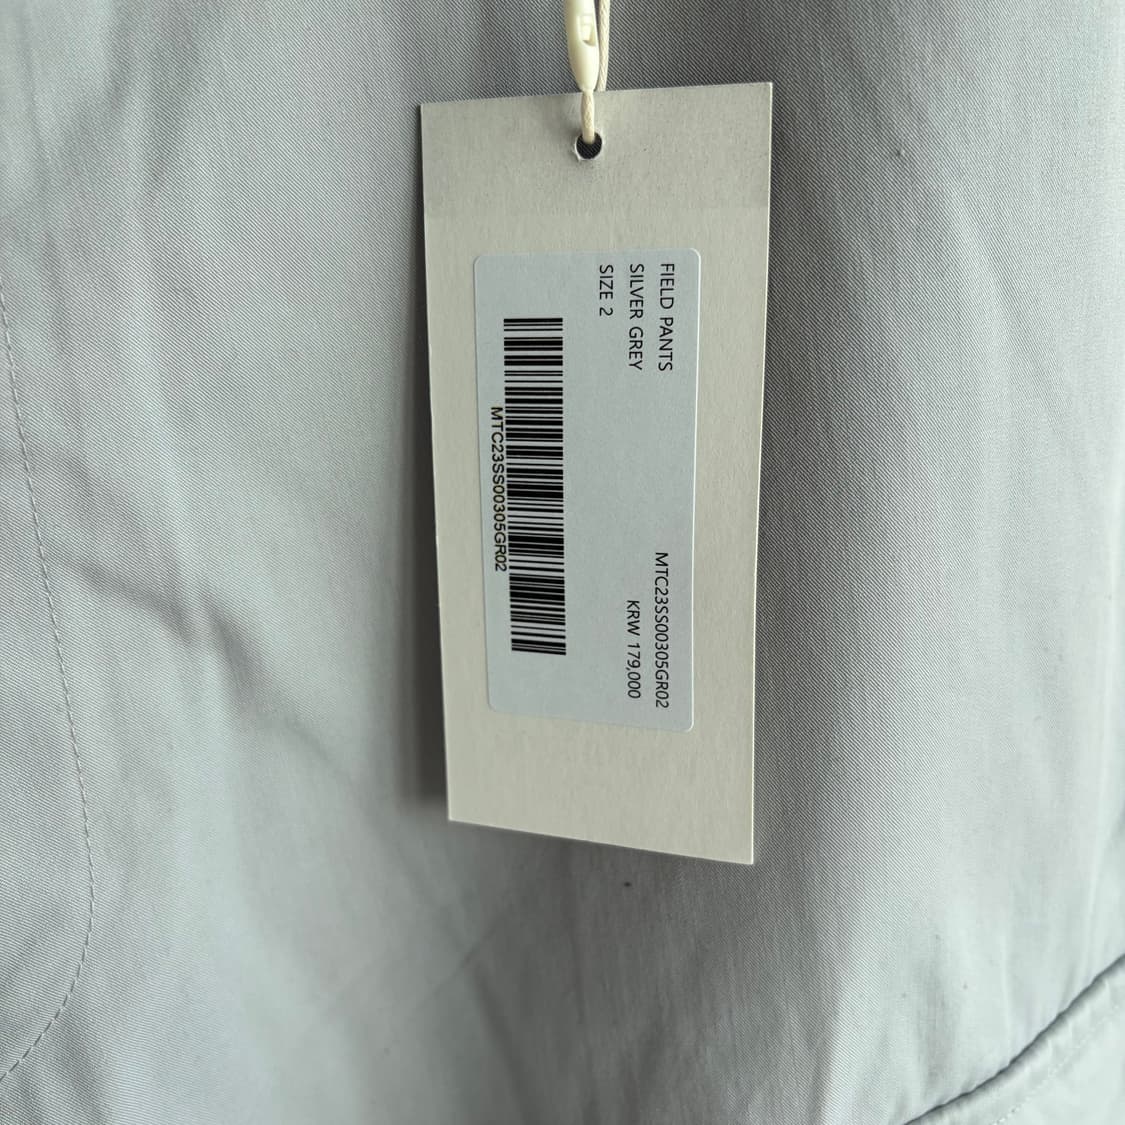 FIELD PANTS
MTC23SS00305GR02
SILVER GREY
KRW 179,000
SIZE 2
MTC23SS00305GR02